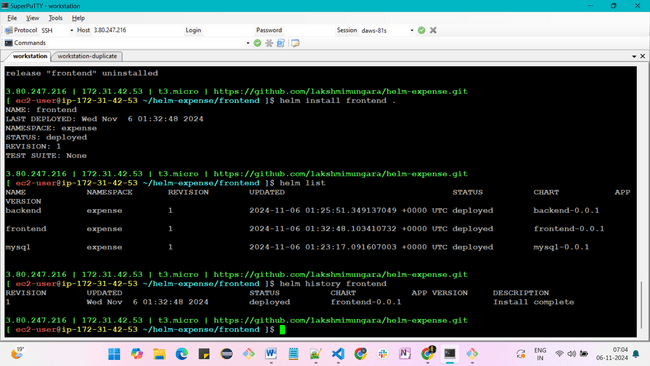 SuperPuTTY - workstation
File View Tools Help
Protocol SSH Host 3.80.247.216 Login Password Session daws-81s
Commands
workstation workstation-duplicate
release "frontend" uninstalled
3.80.247.216 | 172.31.42.53 | t3.micro | https://github.com/lakshmimungara/helm-expense.git
[ ec2-user@ip-172-31-42-53 ~/helm-expense/frontend ]$ helm install frontend .
NAME: frontend
LAST DEPLOYED: Wed Nov  6 01:32:48 2024
NAMESPACE: expense
STATUS: deployed
REVISION: 1
TEST SUITE: None
3.80.247.216 | 172.31.42.53 | t3.micro | https://github.com/lakshmimungara/helm-expense.git
[ ec2-user@ip-172-31-42-53 ~/helm-expense/frontend ]$ helm list
NAME NAMESPACE REVISION UPDATED STATUS CHART APP
VERSION
backend expense 1 2024-11-06 01:25:51.349137049 +0000 UTC deployed backend-0.0.1
frontend expense 1 2024-11-06 01:32:48.103410732 +0000 UTC deployed frontend-0.0.1
mysql expense 1 2024-11-06 01:23:17.091607003 +0000 UTC deployed mysql-0.0.1
3.80.247.216 | 172.31.42.53 | t3.micro | https://github.com/lakshmimungara/helm-expense.git
[ ec2-user@ip-172-31-42-53 ~/helm-expense/frontend ]$ helm history frontend
REVISION UPDATED STATUS CHART APP VERSION DESCRIPTION
1 Wed Nov  6 01:32:48 2024 deployed frontend-0.0.1 Install complete
3.80.247.216 | 172.31.42.53 | t3.micro | https://github.com/lakshmimungara/helm-expense.git
[ ec2-user@ip-172-31-42-53 ~/helm-expense/frontend ]$
19°
ENG
IN
07:04
06-11-2024